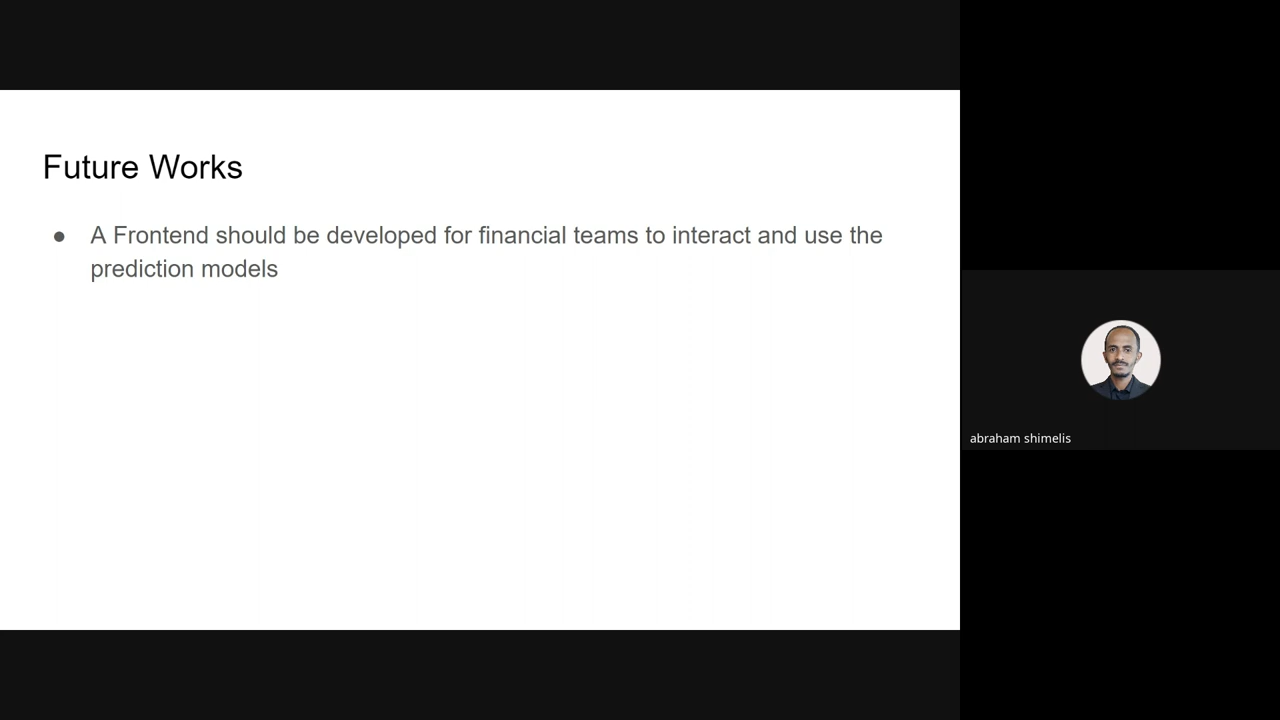 Future Works
● A Frontend should be developed for financial teams to interact and use the
prediction models
abraham shimelis